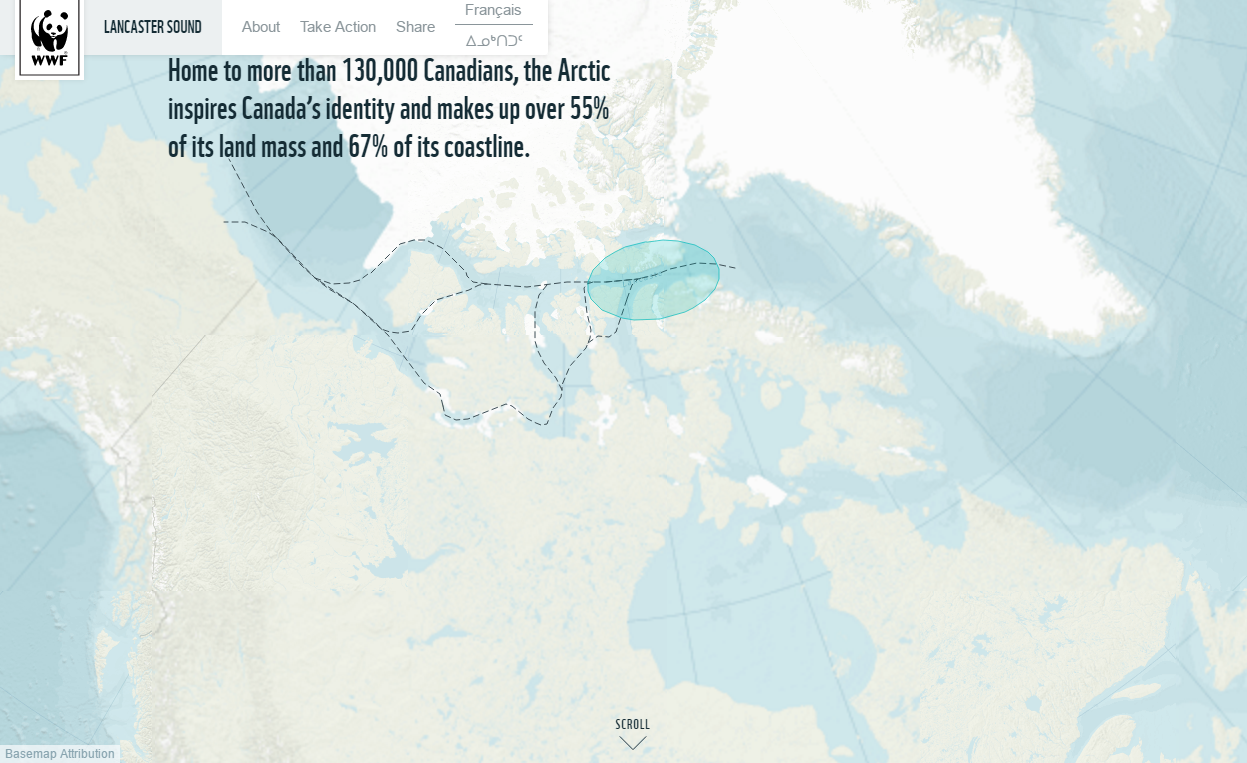 WWF
LANCASTER SOUND
About
Take Action
Share
Français
ᐃᓄᒃᑎᑐᑦ
Home to more than 130,000 Canadians, the Arctic
inspires Canada’s identity and makes up over 55%
of its land mass and 67% of its coastline.
SCROLL
Basemap Attribution